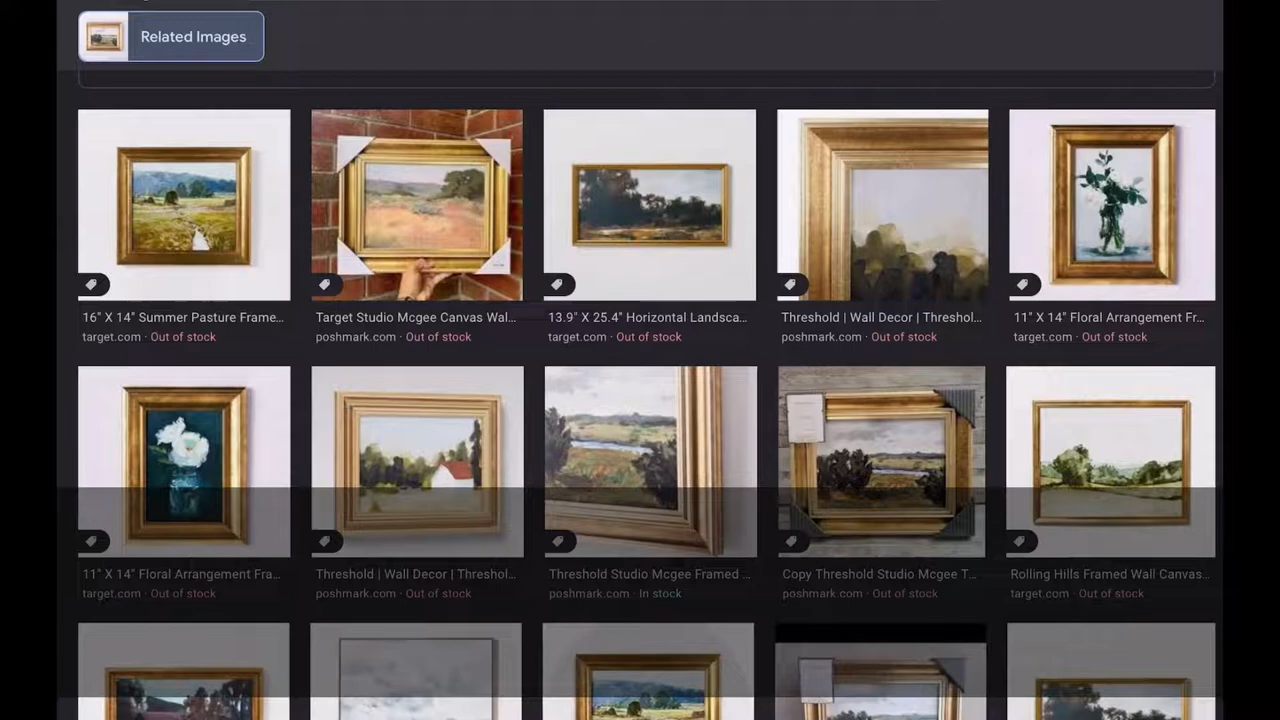 Related Images
16" X 14" Summer Pasture Frame...
target.com · Out of stock
Target Studio Mcgee Canvas Wal...
poshmark.com · Out of stock
13.9" X 25.4" Horizontal Landsca...
target.com · Out of stock
Threshold | Wall Decor | Threshol...
poshmark.com · Out of stock
11" X 14" Floral Arrangement Fr...
target.com · Out of stock
11" X 14" Floral Arrangement Fra...
target.com · Out of stock
Threshold | Wall Decor | Threshol...
poshmark.com · Out of stock
Threshold Studio Mcgee Framed ...
poshmark.com · In stock
Copy Threshold Studio Mcgee T...
poshmark.com · Out of stock
Rolling Hills Framed Wall Canvas...
target.com · Out of stock